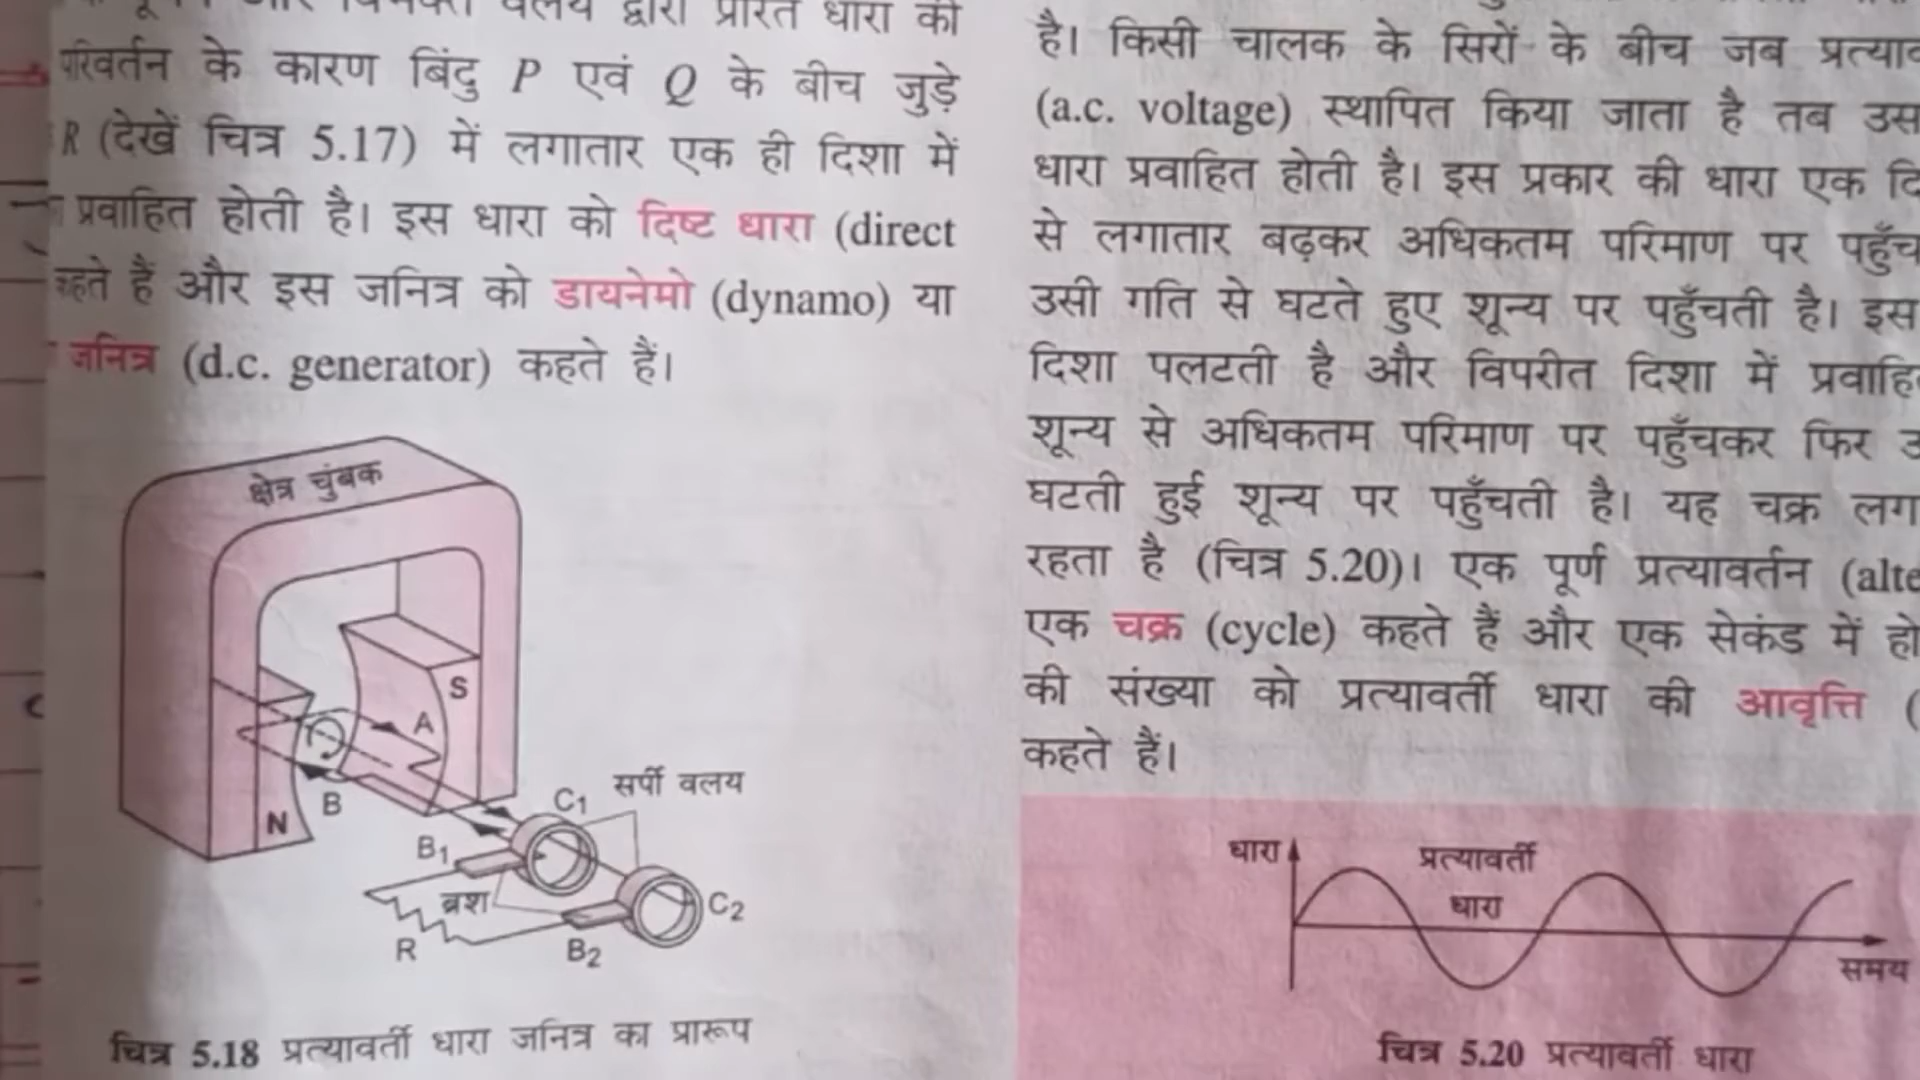 द्वारा प्रेरित धारा की
परिवर्तन के कारण बिंदु P एवं Q के बीच जुड़े
R (देखें चित्र 5.17) में लगातार एक ही दिशा में
प्रवाहित होती है। इस धारा को दिष्ट धारा (direct
कहते हैं और इस जनित्र को डायनेमो (dynamo) या
जनित्र (d.c. generator) कहते हैं।
क्षेत्र चुंबक
S
A
B
N
सर्पी वलय
C1
B1
ब्रश
C2
R
B2
चित्र 5.18 प्रत्यावर्ती धारा जनित्र का प्रारूप
है। किसी चालक के सिरों के बीच जब
(a.c. voltage) स्थापित किया जाता है तब उस
धारा प्रवाहित होती है। इस प्रकार की धारा एक
से लगातार बढ़कर अधिकतम परिमाण पर पहुँच
उसी गति से घटते हुए शून्य पर पहुँचती है। इस
दिशा पलटती है और विपरीत दिशा में
शून्य से अधिकतम परिमाण पर पहुँचकर फिर
घटती हुई शून्य पर पहुँचती है। यह चक्र लग
रहता है (चित्र 5.20)। एक पूर्ण प्रत्यावर्तन (alte
एक चक्र (cycle) कहते हैं और एक सेकंड में हो
की संख्या को प्रत्यावर्ती धारा की आवृत्ति (
कहते हैं।
धारा
प्रत्यावर्ती
धारा
समय
चित्र 5.20 प्रत्यावर्ती धारा